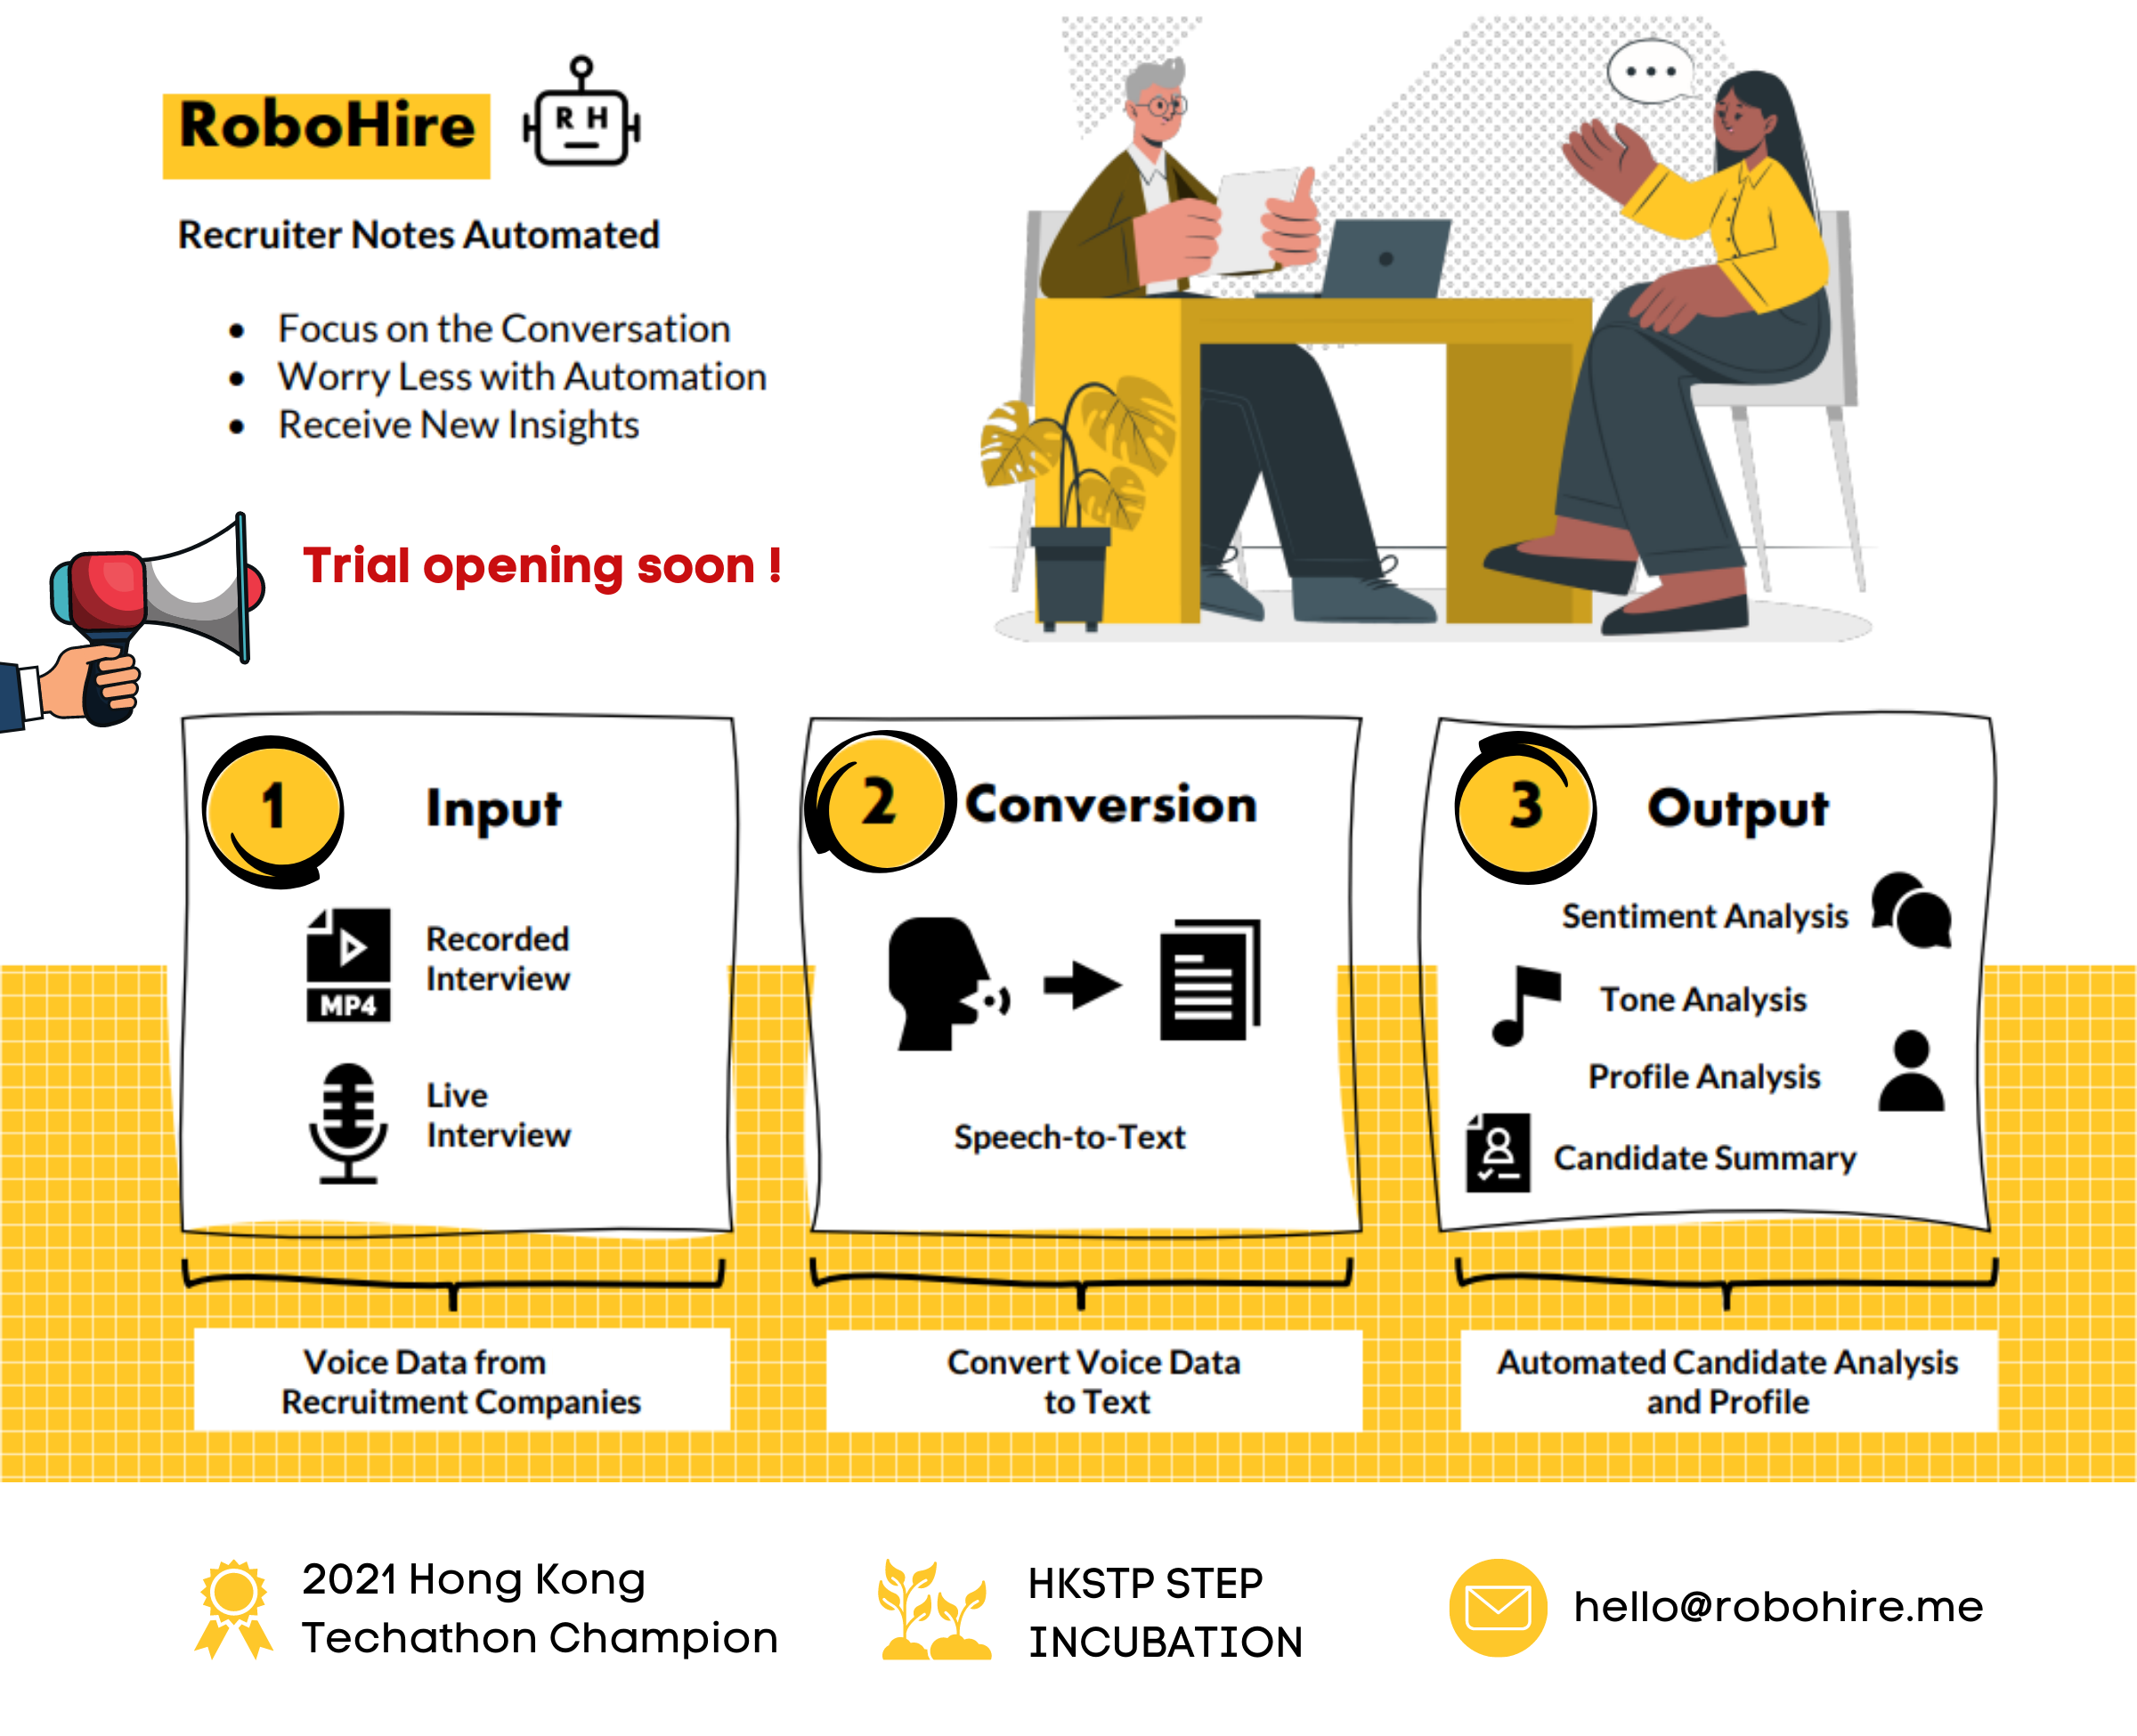 RoboHire
R H
Recruiter Notes Automated
• Focus on the Conversation
• Worry Less with Automation
• Receive New Insights
Trial opening soon !
1
Input
MP4
Recorded
Interview
Live
Interview
Voice Data from
Recruitment Companies
2
Conversion
Speech-to-Text
Convert Voice Data
to Text
3
Output
Sentiment Analysis
Tone Analysis
Profile Analysis
Candidate Summary
Automated Candidate Analysis
and Profile
2021 Hong Kong
Techathon Champion
HKSTP STEP
INCUBATION
hello@robohire.me